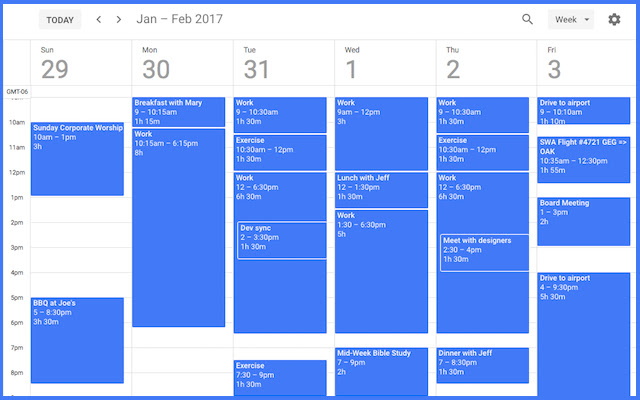 TODAY
Jan – Feb 2017
Week
Sun
29
Mon
30
Tue
31
Wed
1
Thu
2
Fri
3
GMT-06
10am
11am
12pm
1pm
2pm
3pm
4pm
5pm
6pm
7pm
8pm
Sunday Corporate Worship
10am – 1pm
3h
BBQ at Joe's
5 – 8:30pm
3h 30m
Breakfast with Mary
9 – 10:15am
1h 15m
Work
10:15am – 6:15pm
8h
Work
9 – 10:30am
1h 30m
Exercise
10:30am – 12pm
1h 30m
Work
12 – 6:30pm
6h 30m
Dev sync
2 – 3:30pm
1h 30m
Exercise
7:30 – 9pm
1h 30m
Work
9am – 12pm
3h
Lunch with Jeff
12 – 1:30pm
1h 30m
Work
1:30 – 6:30pm
5h
Mid-Week Bible Study
7 – 9pm
2h
Work
9 – 10:30am
1h 30m
Exercise
10:30am – 12pm
1h 30m
Work
12 – 6:30pm
6h 30m
Meet with designers
2:30 – 4pm
1h 30m
Dinner with Jeff
7 – 8:30pm
1h 30m
Drive to airport
9 – 10:10am
1h 10m
SWA Flight #4721 GEG =>
OAK
10:35am – 12:30pm
1h 55m
Board Meeting
1 – 3pm
2h
Drive to airport
4 – 9:30pm
5h 30m